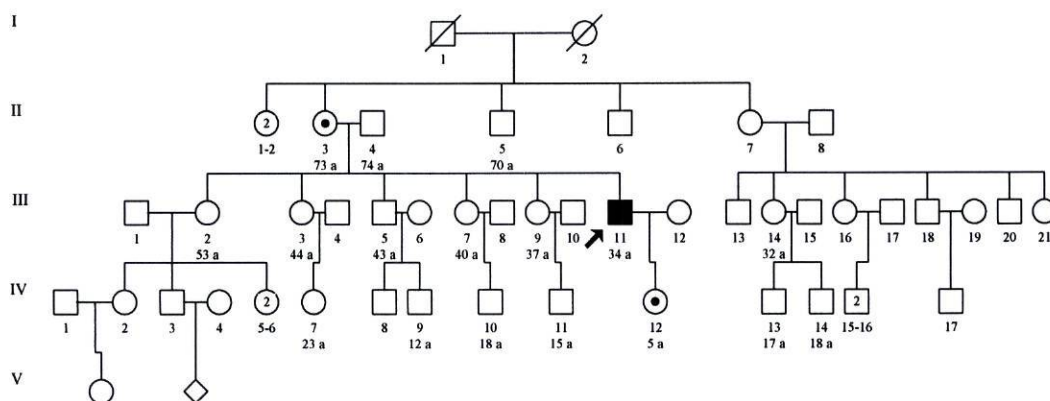 I
1 2
II
2 2
1-2 3 4 5 6 7 8
73 a 74 a 70 a
III
1 2 3 4 5 6 7 8 9 10 11 12 13 14 15 16 17 18 19 20 21
53 a 44 a 43 a 40 a 37 a 34 a 32 a
IV
2 2
1 2 3 4 5-6 7 8 9 10 11 12 13 14 15-16 17
23 a 12 a 18 a 15 a 5 a 17 a 18 a
V